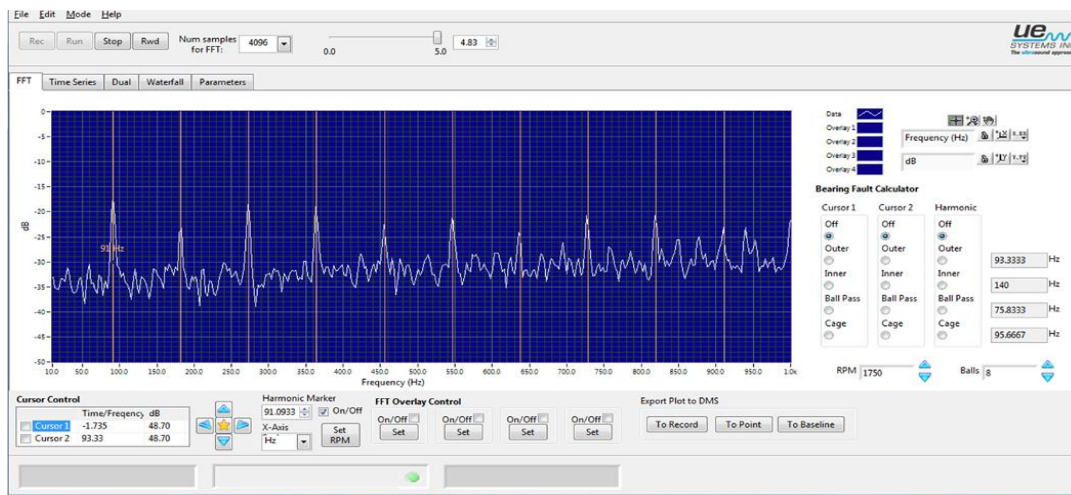 File Edit Mode Help
Rec Run Stop Rwd Num samples for FFT: 4096 0.0 5.0 4.83
ue SYSTEMS INC
The ultrasound approach
FFT Time Series Dual Waterfall Parameters
0
-5
-10
-15
-20
-25
-30
-35
-40
-45
-50
dB
91 Hz
10.0 50.0 100.0 150.0 200.0 250.0 300.0 350.0 400.0 450.0 500.0 550.0 600.0 650.0 700.0 750.0 800.0 850.0 900.0 950.0 1.0k
Frequency (Hz)
Data
Overlay 1
Overlay 2
Overlay 3
Overlay 4
Frequency (Hz)
dB
Bearing Fault Calculator
Cursor 1 Cursor 2 Harmonic
Off Off Off
Outer Outer Outer
93.3333 Hz
Inner Inner Inner
140 Hz
Ball Pass Ball Pass Ball Pass
75.8333 Hz
Cage Cage Cage
95.6667 Hz
RPM 1750 Balls 8
Cursor Control
Time/Freqency dB
Cursor 1 -1.735 48.70
Cursor 2 93.33 48.70
Harmonic Marker
91.0933 On/Off
X-Axis
Hz
Set RPM
FFT Overlay Control
On/Off On/Off On/Off On/Off
Set Set Set Set
Export Plot to DMS
To Record To Point To Baseline